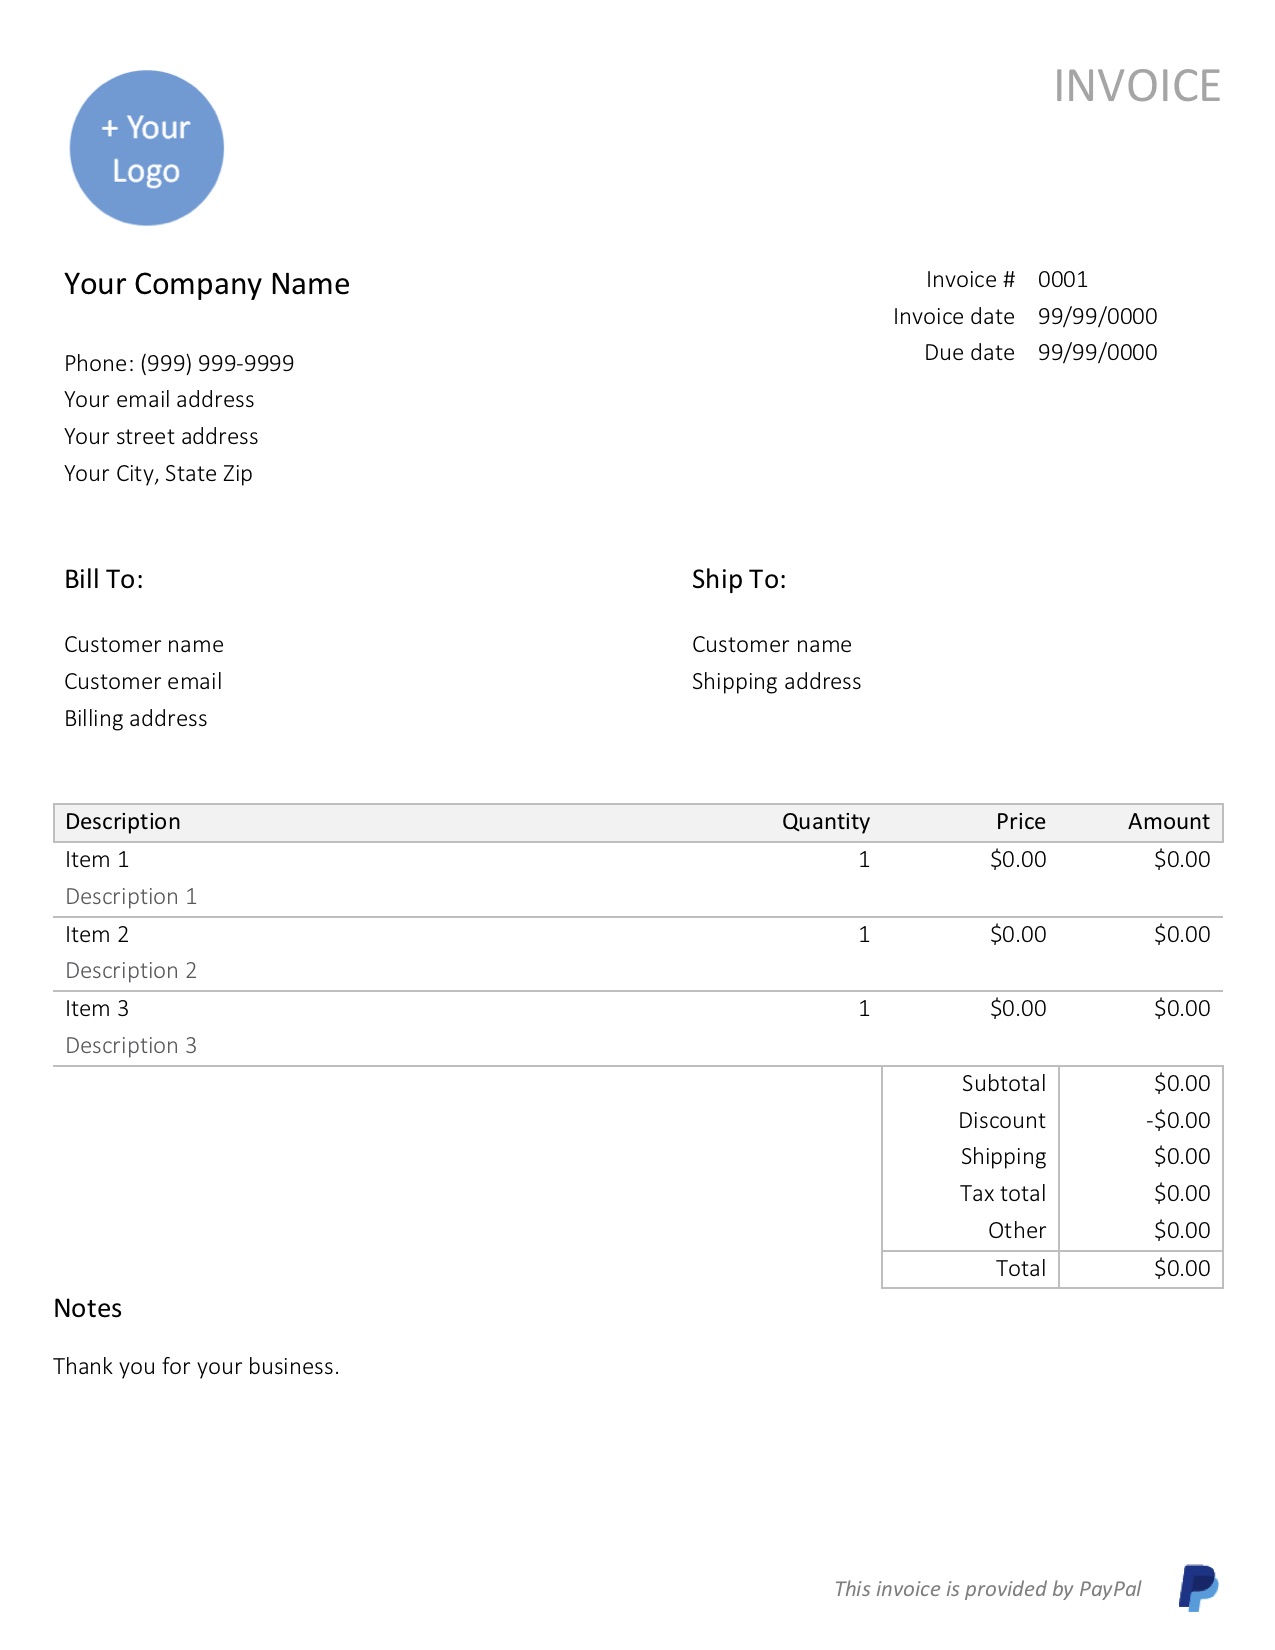 INVOICE
+ Your
Logo
Your Company Name
Invoice # 0001
Invoice date 99/99/0000
Due date 99/99/0000
Phone: (999) 999-9999
Your email address
Your street address
Your City, State Zip
Bill To:
Customer name
Customer email
Billing address
Ship To:
Customer name
Shipping address
Description Quantity Price Amount
Item 1 1 $0.00 $0.00
Description 1
Item 2 1 $0.00 $0.00
Description 2
Item 3 1 $0.00 $0.00
Description 3
Subtotal $0.00
Discount -$0.00
Shipping $0.00
Tax total $0.00
Other $0.00
Total $0.00
Notes
Thank you for your business.
This invoice is provided by PayPal